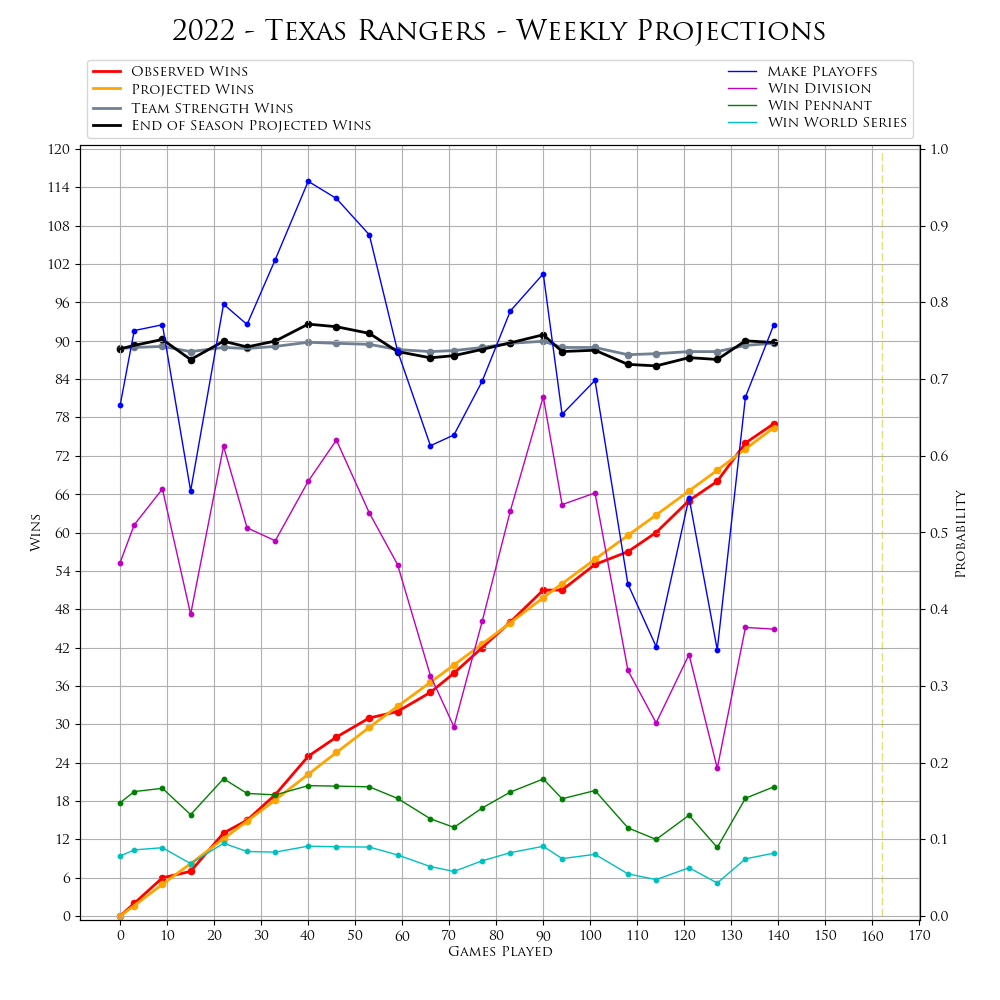 2022 - Texas Rangers - Weekly Projections
Observed Wins
Projected Wins
Team Strength Wins
End of Season Projected Wins
Make Playoffs
Win Division
Win Pennant
Win World Series
120
114
108
102
96
90
84
78
72
66
60
54
48
42
36
30
24
18
12
6
0
Wins
1.0
0.9
0.8
0.7
0.6
0.5
0.4
0.3
0.2
0.1
0.0
Probability
0 10 20 30 40 50 60 70 80 90 100 110 120 130 140 150 160 170
Games Played